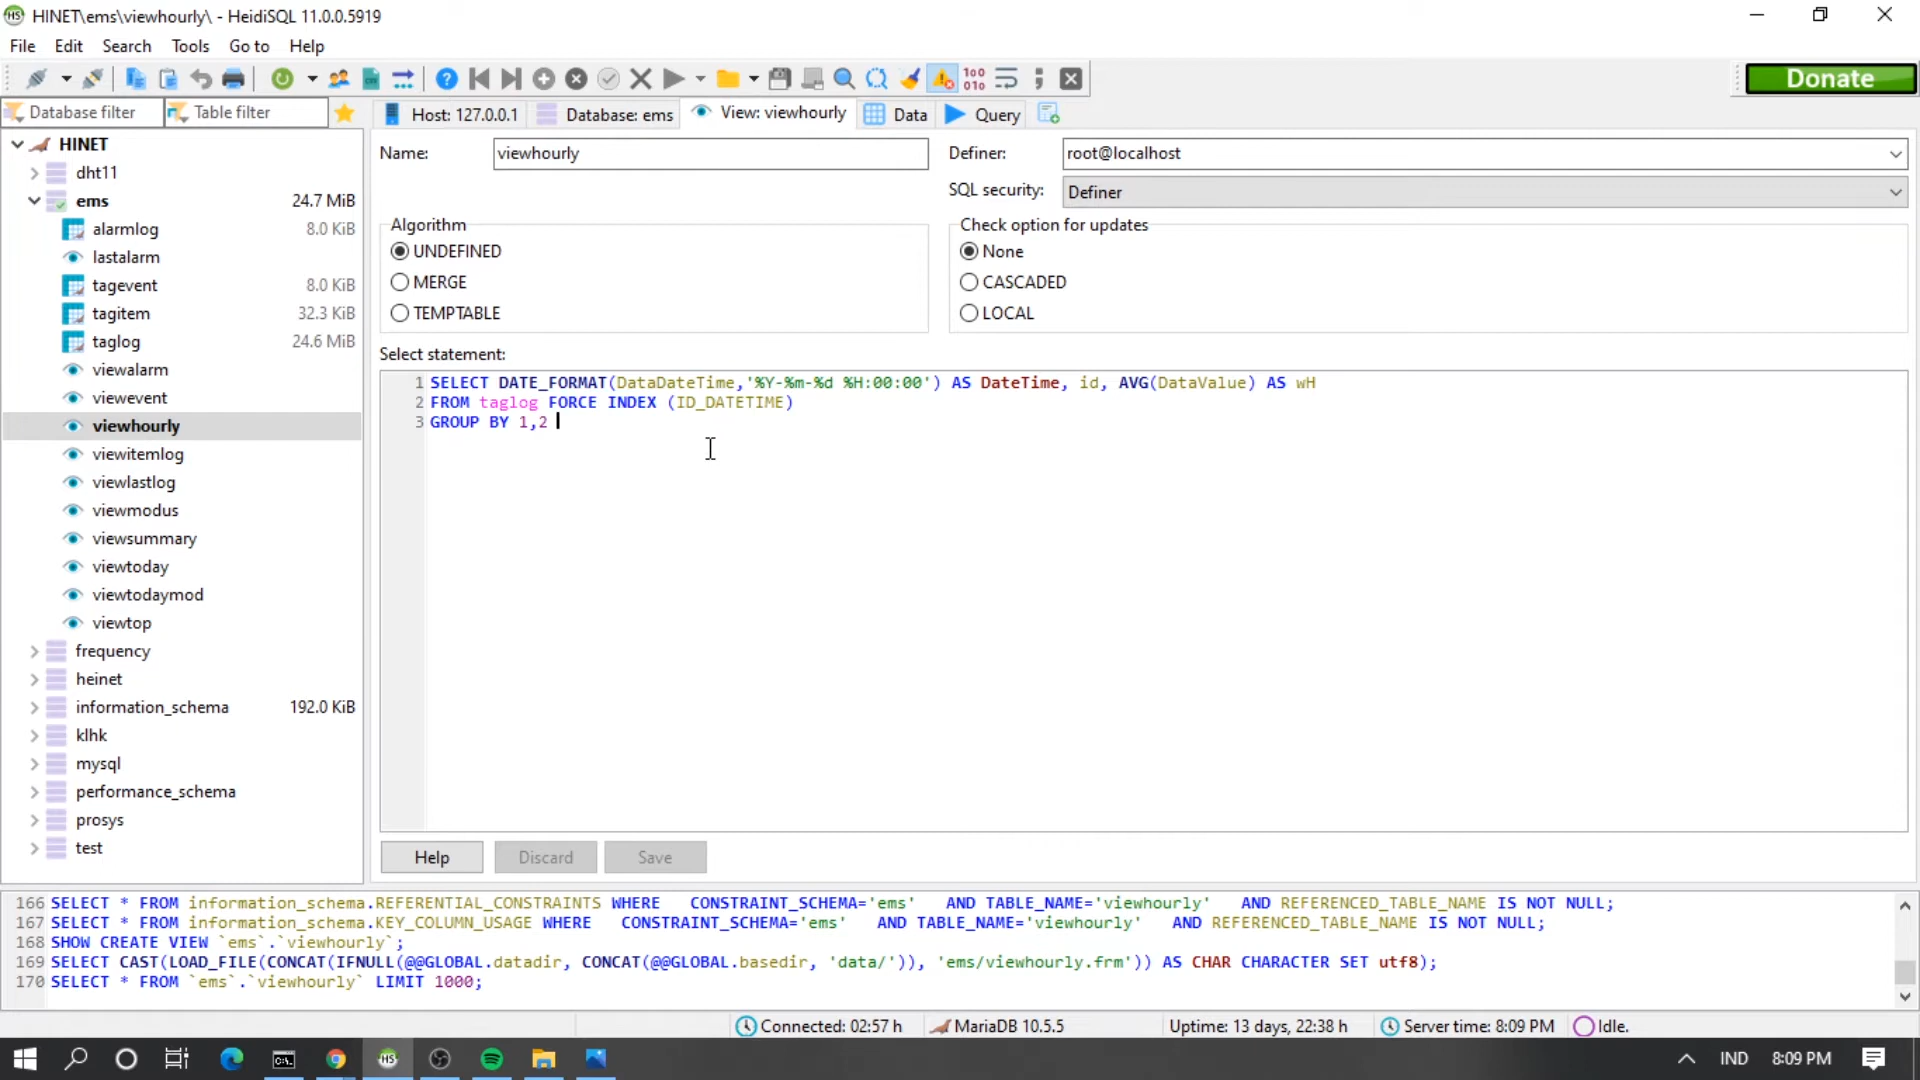 HINET\ems\viewhourly\ - HeidiSQL 11.0.0.5919
File Edit Search Tools Go to Help
Donate
Database filter Table filter
Host: 127.0.0.1 Database: ems View: viewhourly Data Query
HINET
dht11
ems 24.7 MiB
alarmlog 8.0 KiB
lastalarm
tagevent 8.0 KiB
tagitem 32.3 KiB
taglog 24.6 MiB
viewalarm
viewevent
viewhourly
viewitemlog
viewlastlog
viewmodus
viewsummary
viewtoday
viewtodaymod
viewtop
frequency
heinet
information_schema 192.0 KiB
klhk
mysql
performance_schema
prosys
test
Name: viewhourly
Definer: root@localhost
SQL security: Definer
Algorithm
UNDEFINED
MERGE
TEMPTABLE
Check option for updates
None
CASCADED
LOCAL
Select statement:
1 SELECT DATE_FORMAT(DataDateTime,'%Y-%m-%d %H:00:00') AS DateTime, id, AVG(DataValue) AS wH
2 FROM taglog FORCE INDEX (ID_DATETIME)
3 GROUP BY 1,2
Help Discard Save
166 SELECT * FROM information_schema.REFERENTIAL_CONSTRAINTS WHERE CONSTRAINT_SCHEMA='ems' AND TABLE_NAME='viewhourly' AND REFERENCED_TABLE_NAME IS NOT NULL;
167 SELECT * FROM information_schema.KEY_COLUMN_USAGE WHERE CONSTRAINT_SCHEMA='ems' AND TABLE_NAME='viewhourly' AND REFERENCED_TABLE_NAME IS NOT NULL;
168 SHOW CREATE VIEW `ems`.`viewhourly`;
169 SELECT CAST(LOAD_FILE(CONCAT(IFNULL(@@GLOBAL.datadir, CONCAT(@@GLOBAL.basedir, 'data/')), 'ems/viewhourly.frm')) AS CHAR CHARACTER SET utf8);
170 SELECT * FROM `ems`.`viewhourly` LIMIT 1000;
Connected: 02:57 h MariaDB 10.5.5 Uptime: 13 days, 22:38 h Server time: 8:09 PM Idle.
IND 8:09 PM